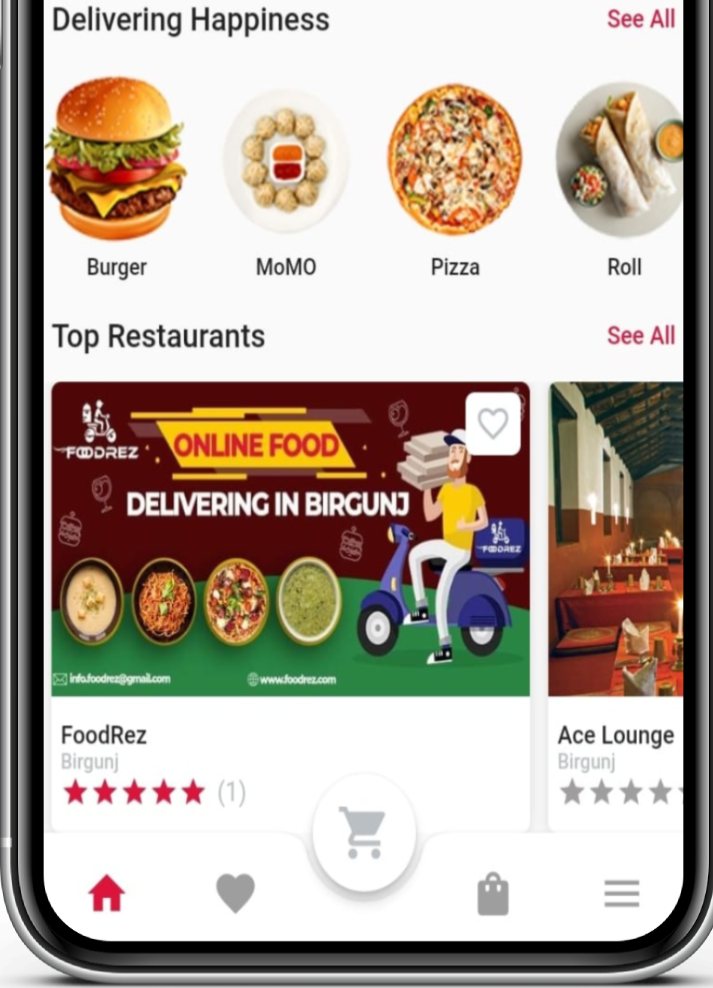 Delivering Happiness
See All
Burger
MoMO
Pizza
Roll
Top Restaurants
See All
FOODREZ
ONLINE FOOD
DELIVERING IN BIRGUNJ
FOODREZ
info.foodrez@gmail.com
www.foodrez.com
FoodRez
Birgunj
(1)
Ace Lounge
Birgunj